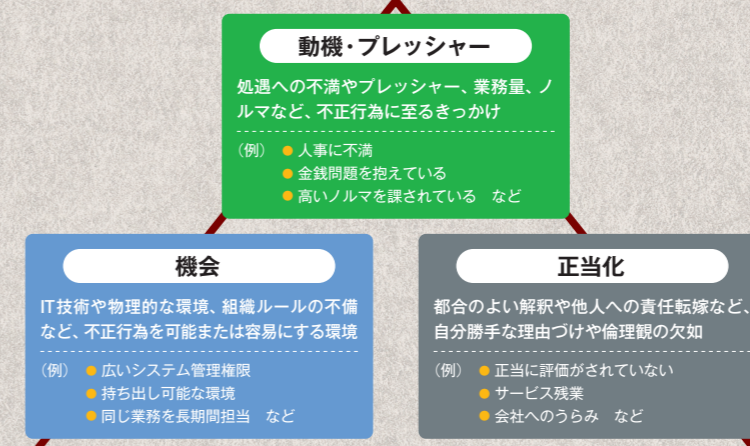 動機・プレッシャー
処遇への不満やプレッシャー、業務量、ノ
ルマなど、不正行為に至るきっかけ
（例） ● 人事に不満
● 金銭問題を抱えている
● 高いノルマを課されている　など
機会
IT技術や物理的な環境、組織ルールの不備
など、不正行為を可能または容易にする環境
（例） ● 広いシステム管理権限
● 持ち出し可能な環境
● 同じ業務を長期間担当　など
正当化
都合のよい解釈や他人への責任転嫁など、
自分勝手な理由づけや倫理観の欠如
（例） ● 正当に評価がされていない
● サービス残業
● 会社へのうらみ　など